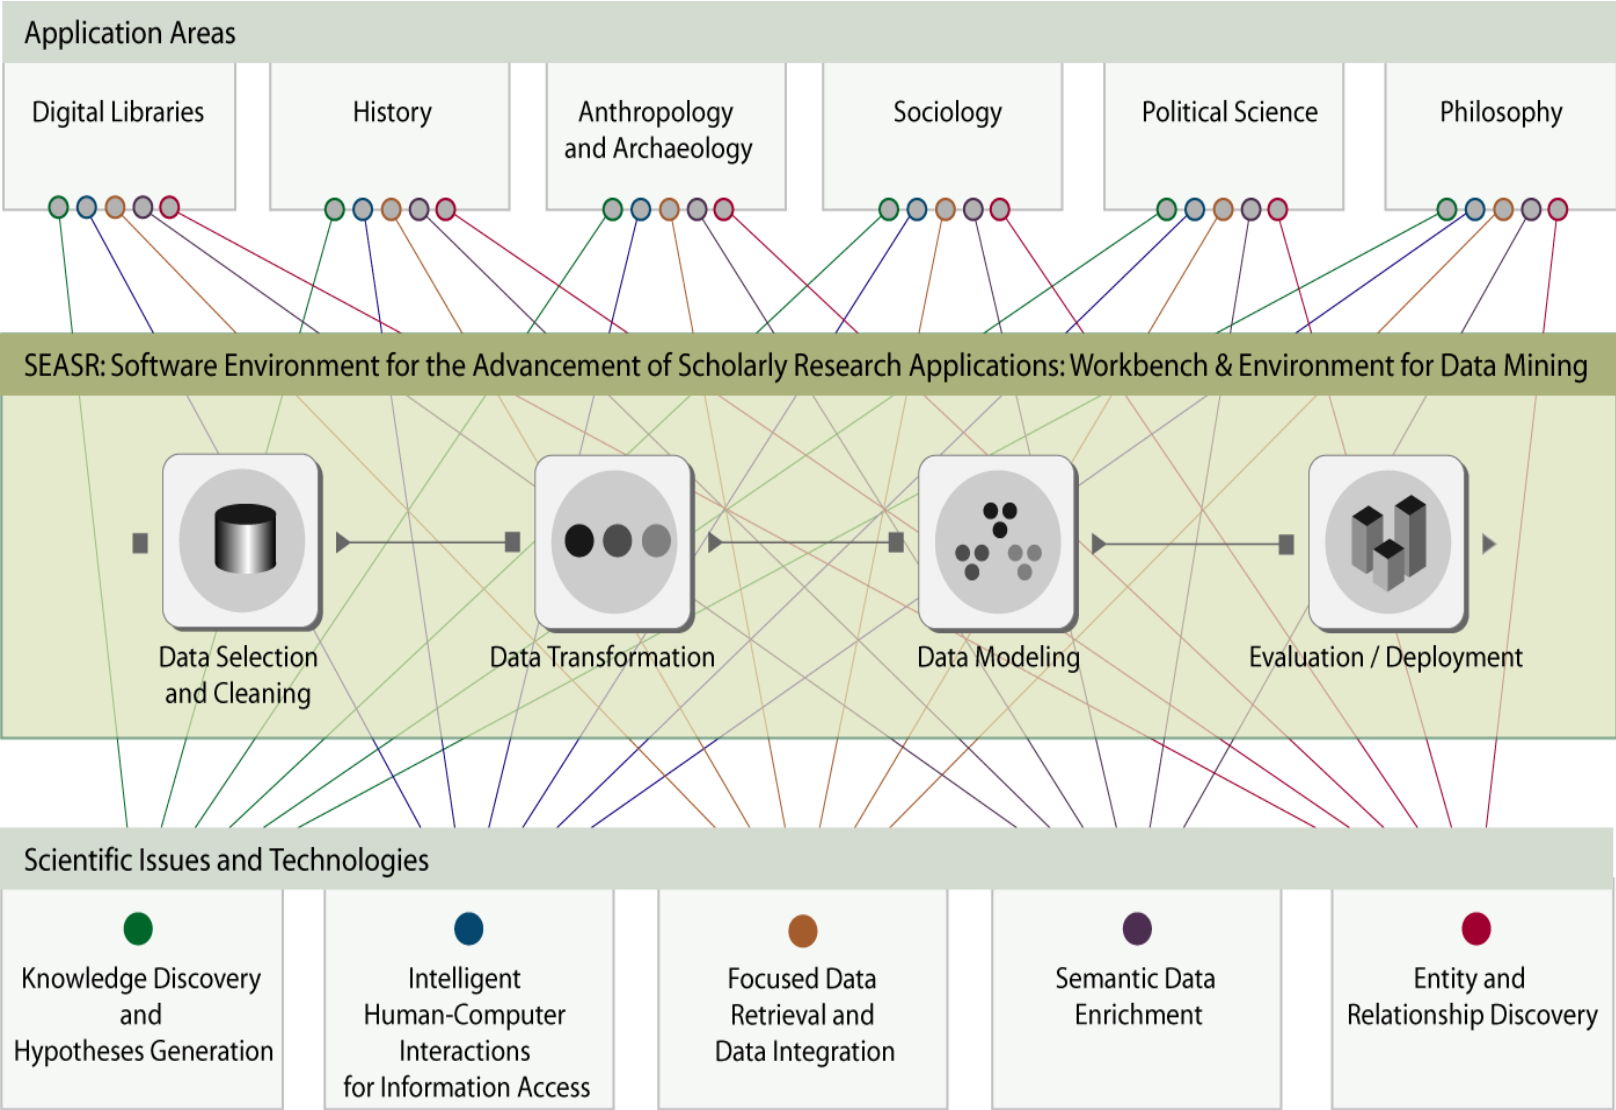 Application Areas
Digital Libraries
History
Anthropology
and Archaeology
Sociology
Political Science
Philosophy
SEASR: Software Environment for the Advancement of Scholarly Research Applications: Workbench & Environment for Data Mining
Data Selection
and Cleaning
Data Transformation
Data Modeling
Evaluation / Deployment
Scientific Issues and Technologies
Knowledge Discovery
and
Hypotheses Generation
Intelligent
Human-Computer
Interactions
for Information Access
Focused Data
Retrieval and
Data Integration
Semantic Data
Enrichment
Entity and
Relationship Discovery